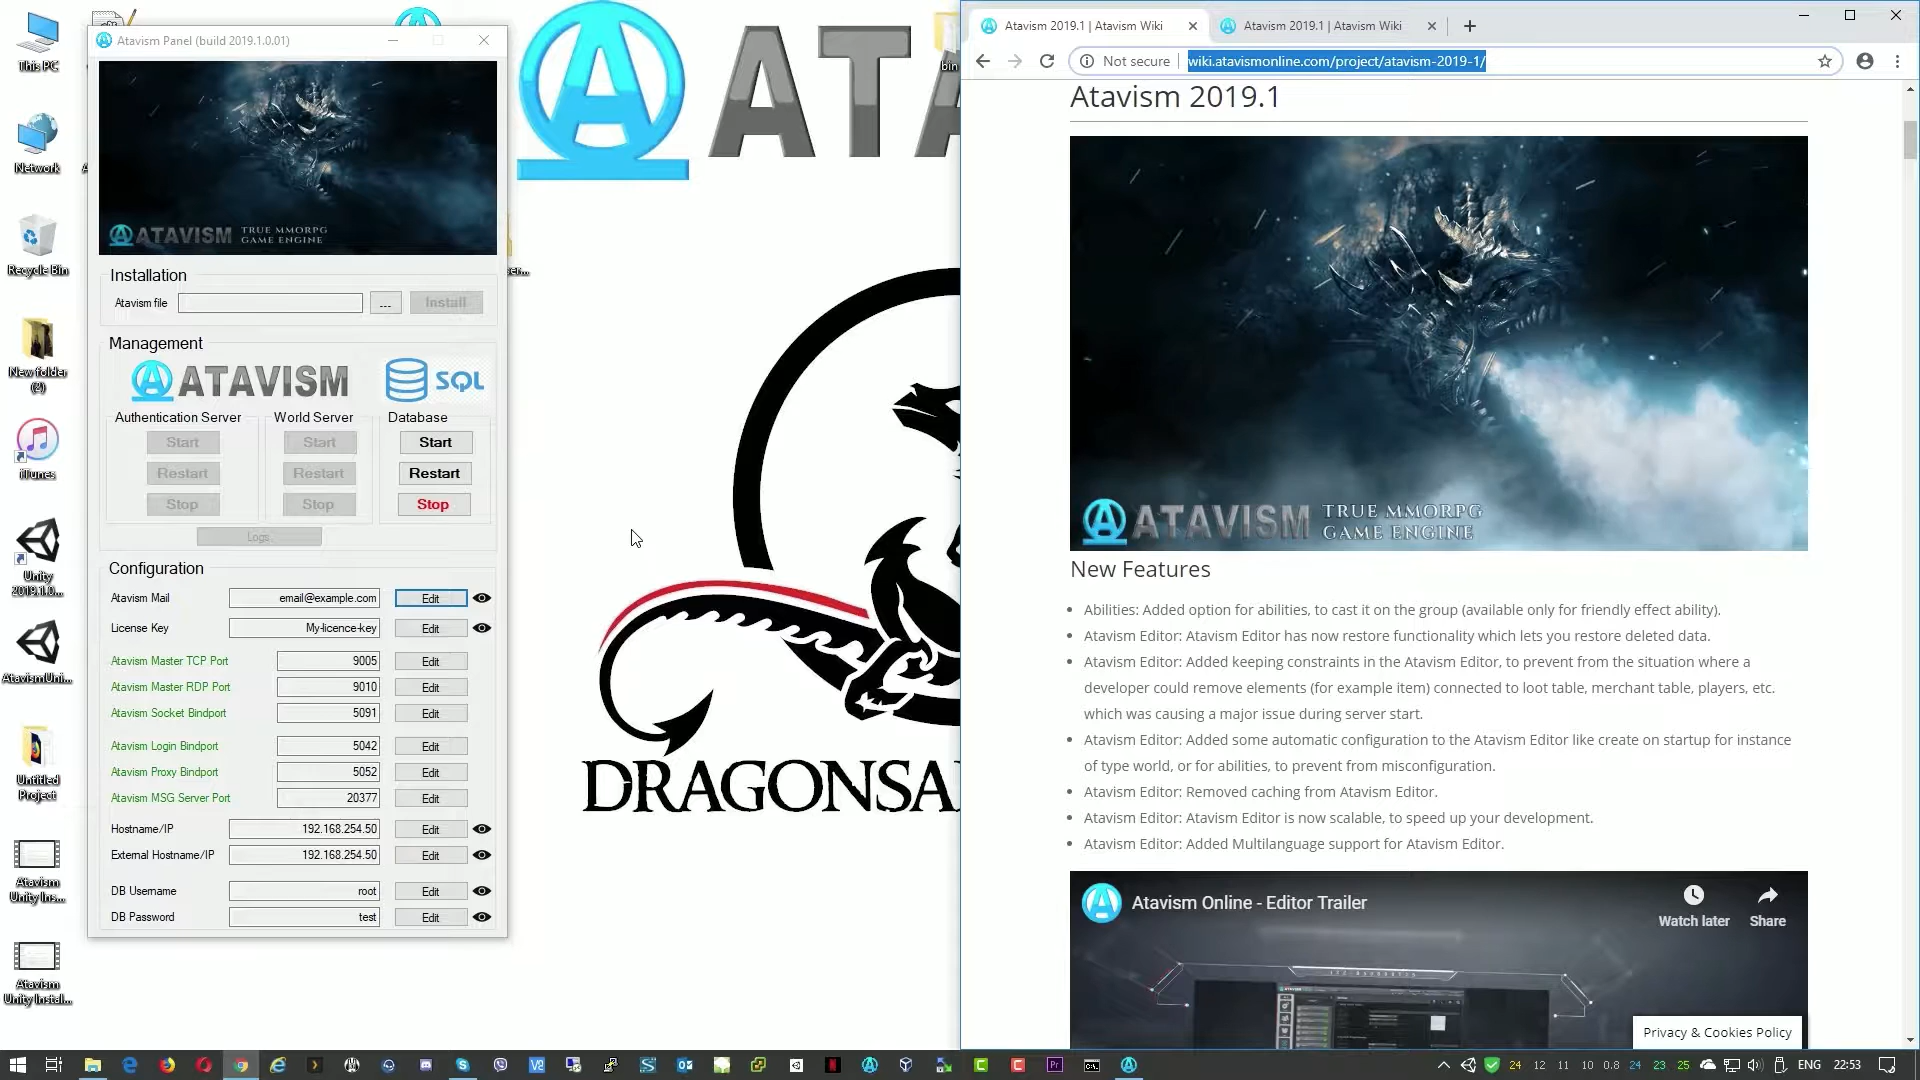 This PC
Network
Recycle Bin
New folder
(2)
iTunes
Unity
2019.1.0...
AtavismUni...
Untitled
Project
Atavism
Unity Ins...
Atavism
Unity Instal...
bin
ser...
ATA
DRAGONSA
Atavism Panel (build 2019.1.0.01)
ATAVISM TRUE MMORPG
GAME ENGINE
Installation
Atavism file
...
Install
Management
ATAVISM
SQL
Authentication Server
World Server
Database
Start
Start
Start
Restart
Restart
Restart
Stop
Stop
Stop
Logs
Configuration
Atavism Mail email@example.com Edit
License Key My-licence-key Edit
Atavism Master TCP Port 9005 Edit
Atavism Master RDP Port 9010 Edit
Atavism Socket Bindport 5091 Edit
Atavism Login Bindport 5042 Edit
Atavism Proxy Bindport 5052 Edit
Atavism MSG Server Port 20377 Edit
Hostname/IP 192.168.254.50 Edit
External Hostname/IP 192.168.254.50 Edit
DB Username root Edit
DB Password test Edit
Atavism 2019.1 | Atavism Wiki
Atavism 2019.1 | Atavism Wiki
Not secure
wiki.atavismonline.com/project/atavism-2019-1/
Atavism 2019.1
ATAVISM TRUE MMORPG
GAME ENGINE
New Features
Abilities: Added option for abilities, to cast it on the group (available only for friendly effect ability).
Atavism Editor: Atavism Editor has now restore functionality which lets you restore deleted data.
Atavism Editor: Added keeping constraints in the Atavism Editor, to prevent from the situation where a
developer could remove elements (for example item) connected to loot table, merchant table, players, etc.
which was causing a major issue during server start.
Atavism Editor: Added some automatic configuration to the Atavism Editor like create on startup for instance
of type world, or for abilities, to prevent from misconfiguration.
Atavism Editor: Removed caching from Atavism Editor.
Atavism Editor: Atavism Editor is now scalable, to speed up your development.
Atavism Editor: Added Multilanguage support for Atavism Editor.
Atavism Online - Editor Trailer
Watch later
Share
Privacy & Cookies Policy
24 12 11 10 0.8 24 23 25
ENG
22:53